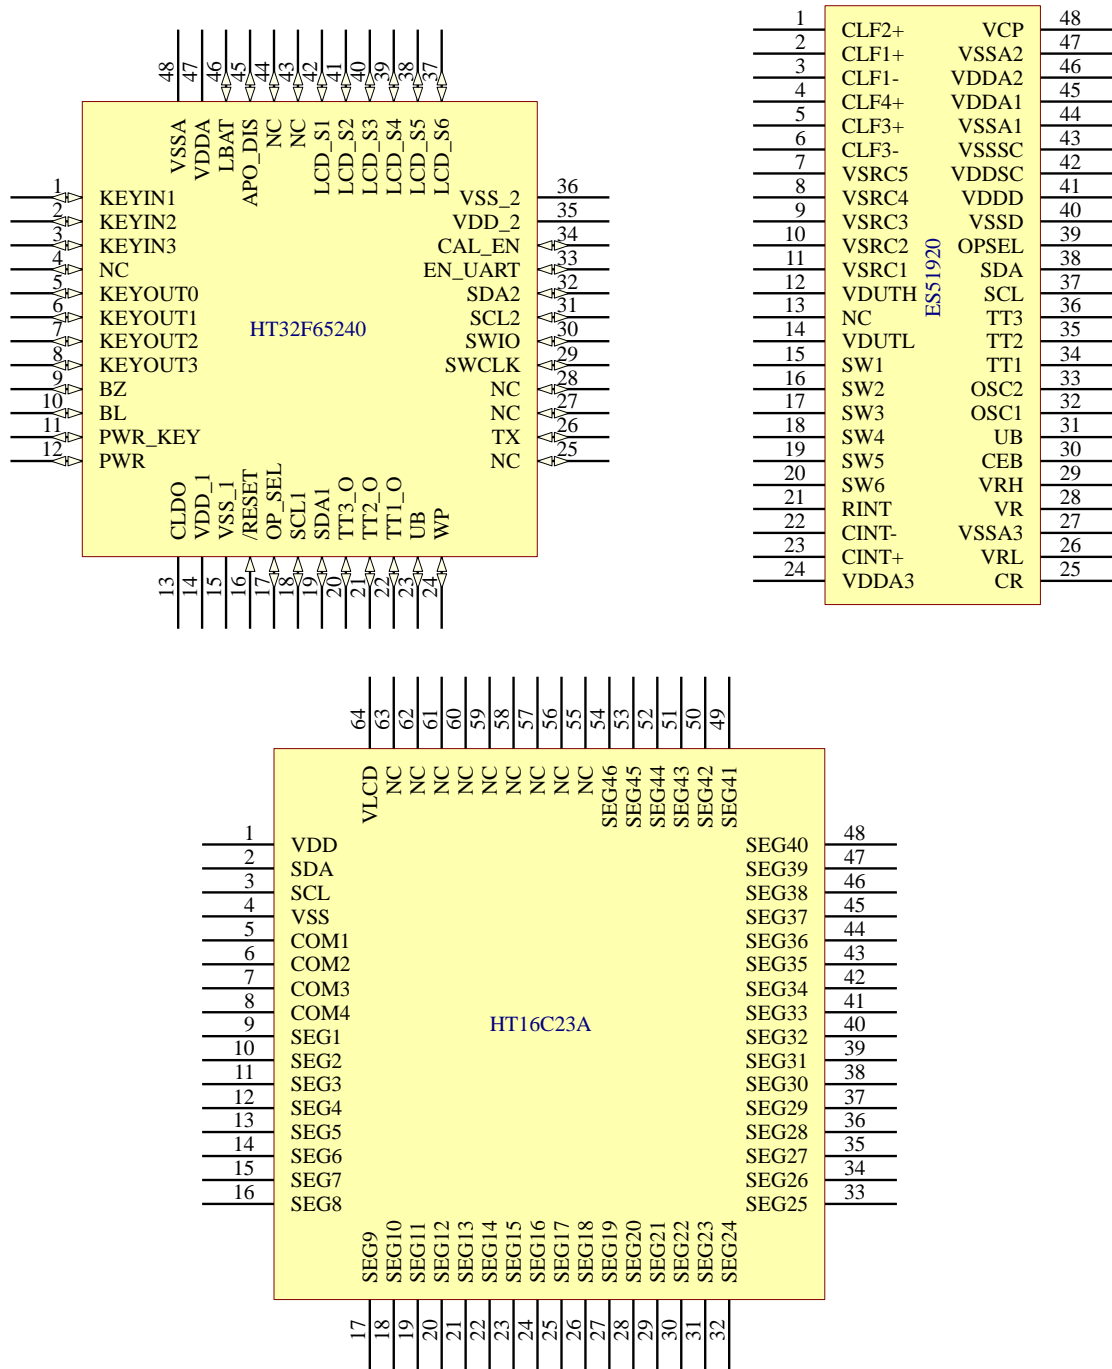 48 47 46 45 44 43 42 41 40 39 38 37
VSSA VDDA LBAT APO_DIS NC NC LCD_S1 LCD_S2 LCD_S3 LCD_S4 LCD_S5 LCD_S6
1 KEYIN1 VSS_2 36
2 KEYIN2 VDD_2 35
3 KEYIN3 CAL_EN 34
4 NC EN_UART 33
5 KEYOUT0 SDA2 32
6 KEYOUT1 SCL2 31
HT32F65240
7 KEYOUT2 SWIO 30
8 KEYOUT3 SWCLK 29
9 BZ NC 28
10 BL NC 27
11 PWR_KEY TX 26
12 PWR NC 25
CLDO VDD_1 VSS_1 /RESET OP_SEL SCL1 SDA1 TT3_O TT2_O TT1_O UB WP
13 14 15 16 17 18 19 20 21 22 23 24
1 CLF2+ VCP 48
2 CLF1+ VSSA2 47
3 CLF1- VDDA2 46
4 CLF4+ VDDA1 45
5 CLF3+ VSSA1 44
6 CLF3- VSSSC 43
7 VSRC5 VDDSC 42
8 VSRC4 VDDD 41
9 VSRC3 VSSD 40
10 VSRC2 OPSEL 39
11 VSRC1 SDA 38
ES51920
12 VDUTH SCL 37
13 NC TT3 36
14 VDUTL TT2 35
15 SW1 TT1 34
16 SW2 OSC2 33
17 SW3 OSC1 32
18 SW4 UB 31
19 SW5 CEB 30
20 SW6 VRH 29
21 RINT VR 28
22 CINT- VSSA3 27
23 CINT+ VRL 26
24 VDDA3 CR 25
64 63 62 61 60 59 58 57 56 55 54 53 52 51 50 49
VLCD NC NC NC NC NC NC NC NC NC SEG46 SEG45 SEG44 SEG43 SEG42 SEG41
1 VDD SEG40 48
2 SDA SEG39 47
3 SCL SEG38 46
4 VSS SEG37 45
5 COM1 SEG36 44
6 COM2 SEG35 43
7 COM3 SEG34 42
8 COM4 SEG33 41
HT16C23A
9 SEG1 SEG32 40
10 SEG2 SEG31 39
11 SEG3 SEG30 38
12 SEG4 SEG29 37
13 SEG5 SEG28 36
14 SEG6 SEG27 35
15 SEG7 SEG26 34
16 SEG8 SEG25 33
SEG9 SEG10 SEG11 SEG12 SEG13 SEG14 SEG15 SEG16 SEG17 SEG18 SEG19 SEG20 SEG21 SEG22 SEG23 SEG24
17 18 19 20 21 22 23 24 25 26 27 28 29 30 31 32